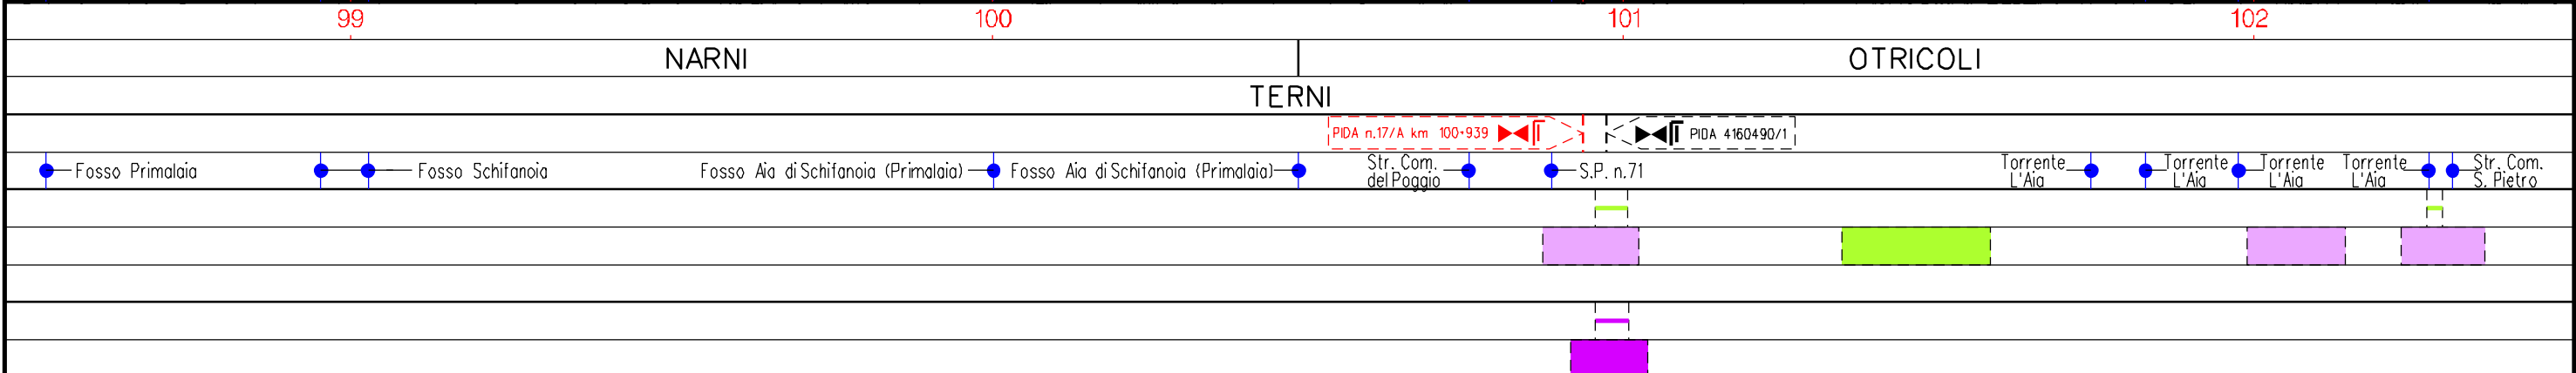 99 100 101 102
NARNI OTRICOLI
TERNI
PIDA n.17/A km 100+939 PIDA 4160490/1
Fosso Primalaia Fosso Schifanoia Fosso Aia di Schifanoia (Primalaia) Fosso Aia di Schifanoia (Primalaia) Str. Com. S.P. n.71 Torrente Torrente Torrente Torrente Str. Com.
del Poggio L'Aia L'Aia L'Aia L'Aia S. Pietro